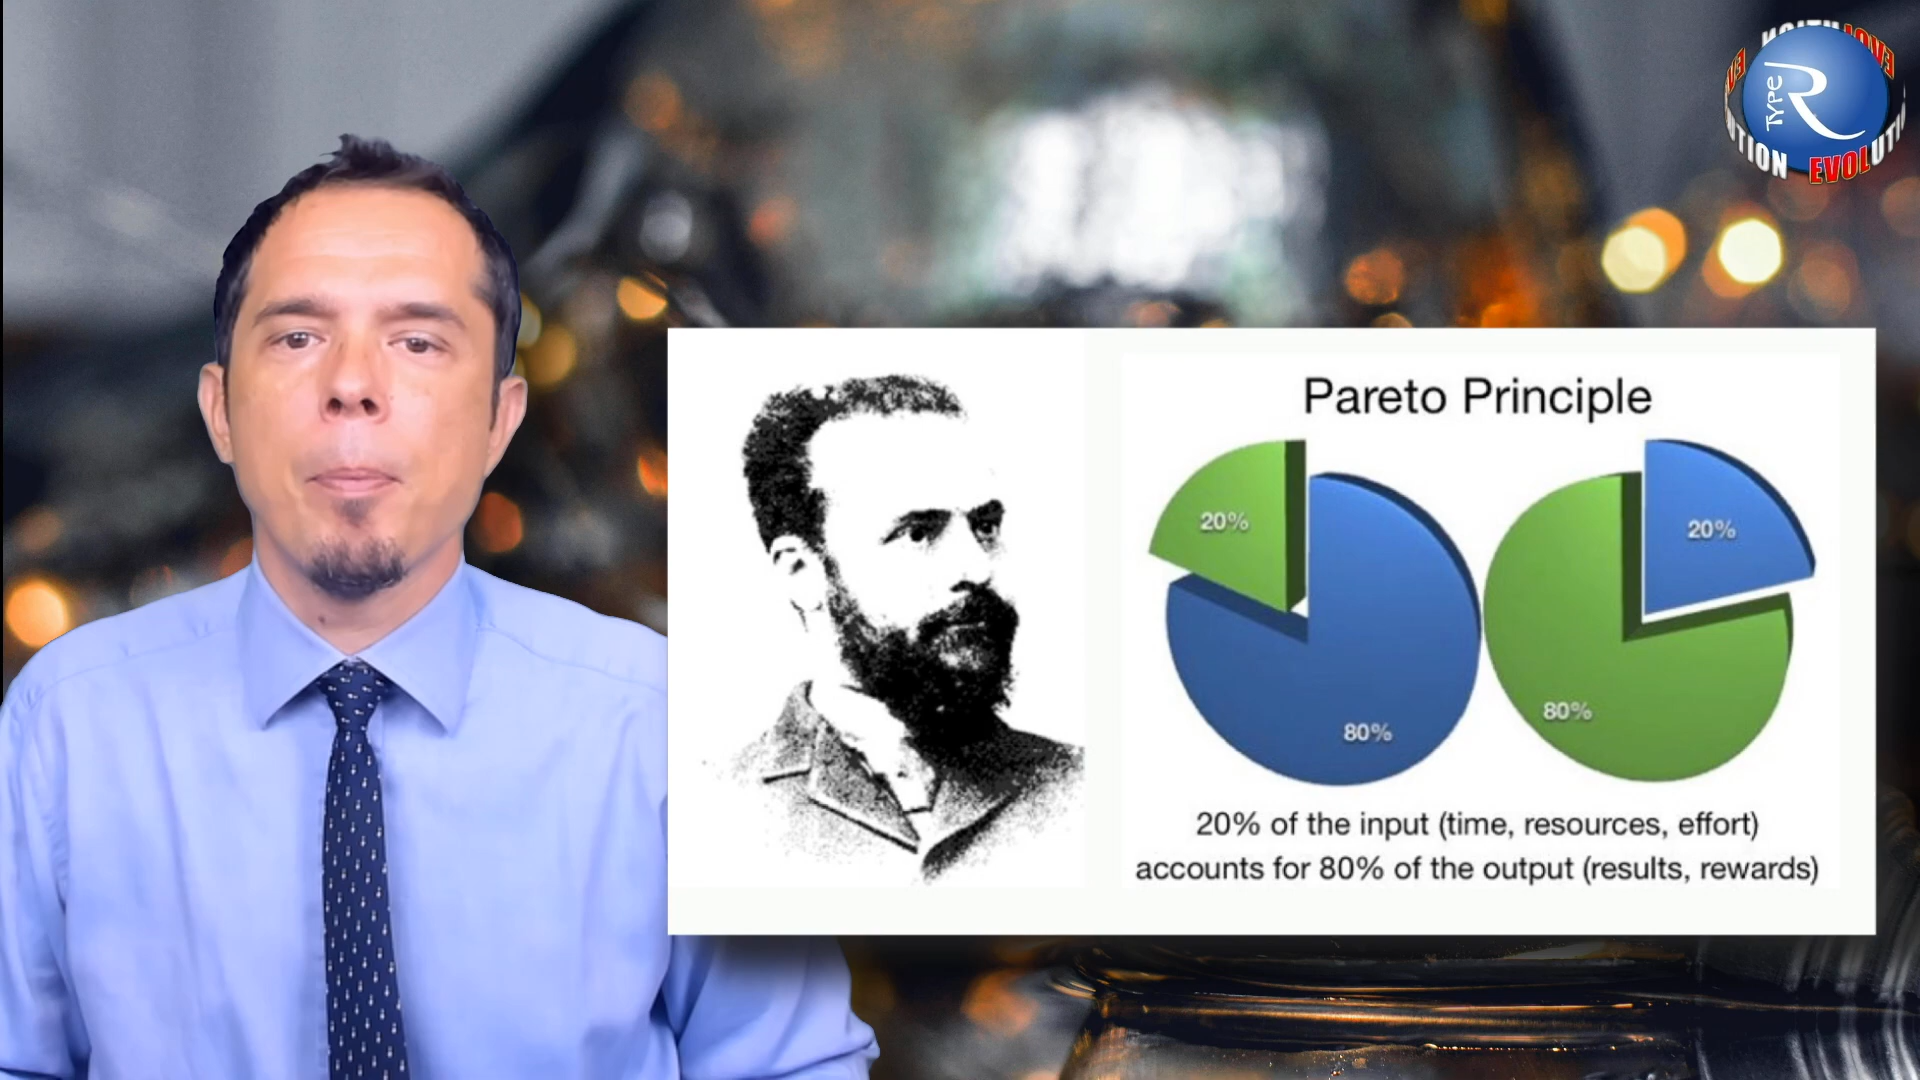 TYPE R
EVOLUTION
Pareto Principle
20%
20%
80%
80%
20% of the input (time, resources, effort)
accounts for 80% of the output (results, rewards)